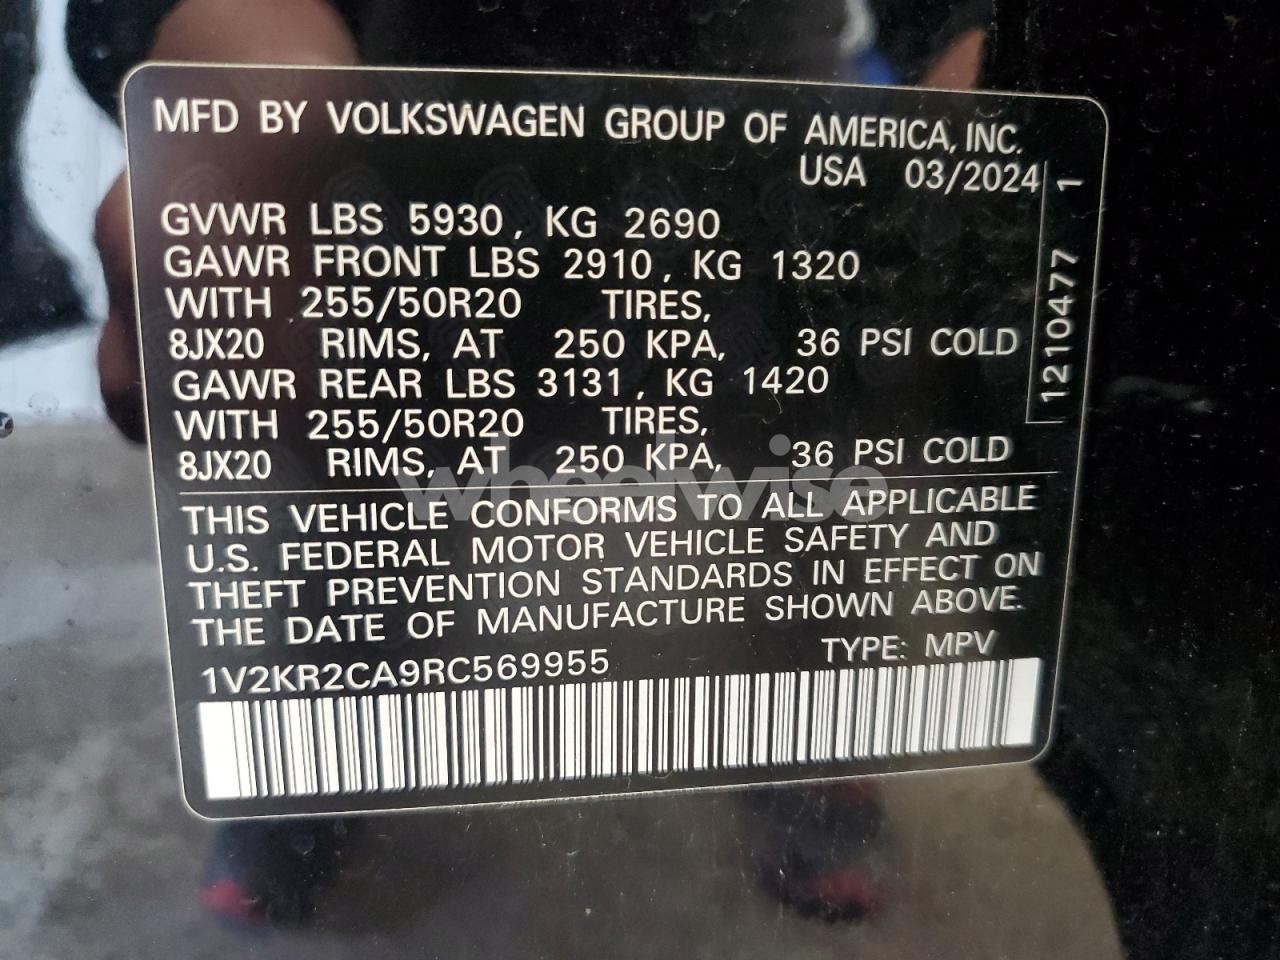 MFD BY VOLKSWAGEN GROUP OF AMERICA, INC.
USA 03/2024
GVWR LBS 5930, KG 2690
GAWR FRONT LBS 2910, KG 1320
WITH 255/50R20 TIRES,
8JX20 RIMS, AT 250 KPA, 36 PSI COLD
GAWR REAR LBS 3131, KG 1420
WITH 255/50R20 TIRES,
8JX20 RIMS, AT 250 KPA, 36 PSI COLD
THIS VEHICLE CONFORMS TO ALL APPLICABLE
U.S. FEDERAL MOTOR VEHICLE SAFETY AND
THEFT PREVENTION STANDARDS IN EFFECT ON
THE DATE OF MANUFACTURE SHOWN ABOVE.
1V2KR2CA9RC569955 TYPE: MPV
1210477 1
wheelwise